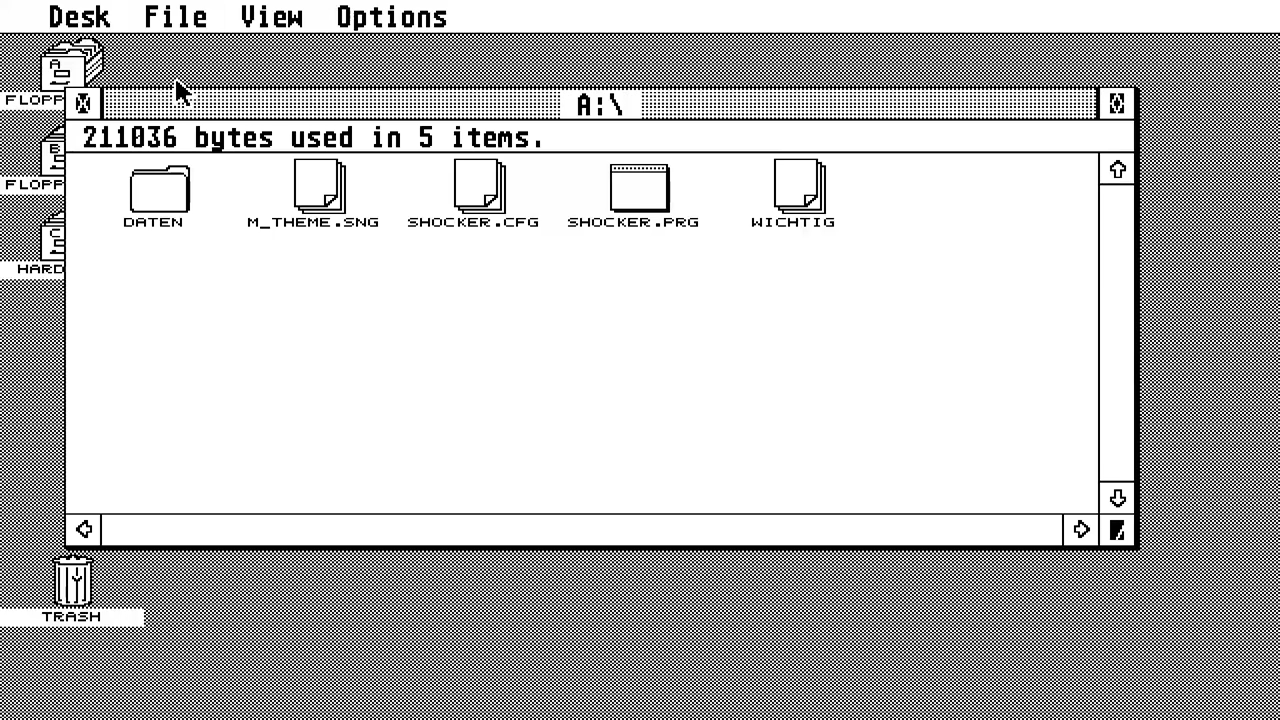 Desk File View Options
A
FLOPP
A:\
211036 bytes used in 5 items.
B
FLOPP
DATEN M_THEME.SNG SHOCKER.CFG SHOCKER.PRG WICHTIG
C
HARD
TRASH